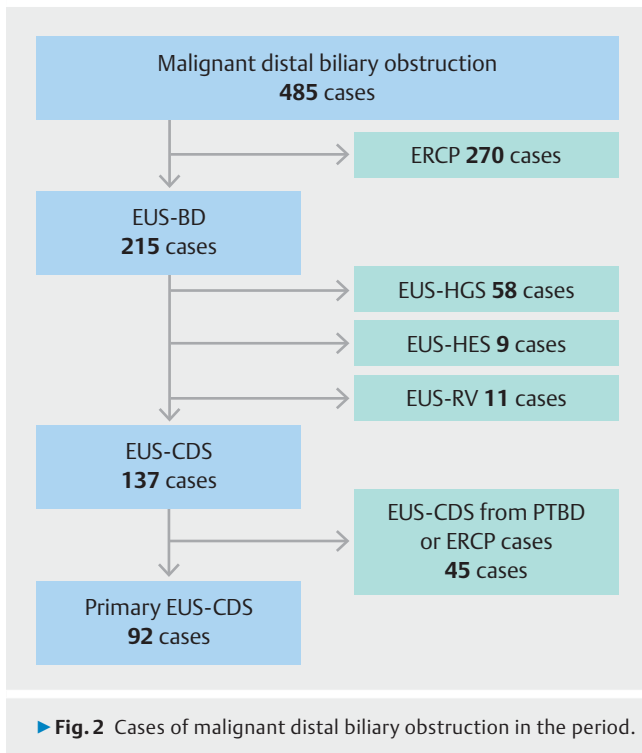 Malignant distal biliary obstruction
485 cases
ERCP 270 cases
EUS-BD
215 cases
EUS-HGS 58 cases
EUS-HES 9 cases
EUS-RV 11 cases
EUS-CDS
137 cases
EUS-CDS from PTBD
or ERCP cases
45 cases
Primary EUS-CDS
92 cases
▶ Fig. 2 Cases of malignant distal biliary obstruction in the period.